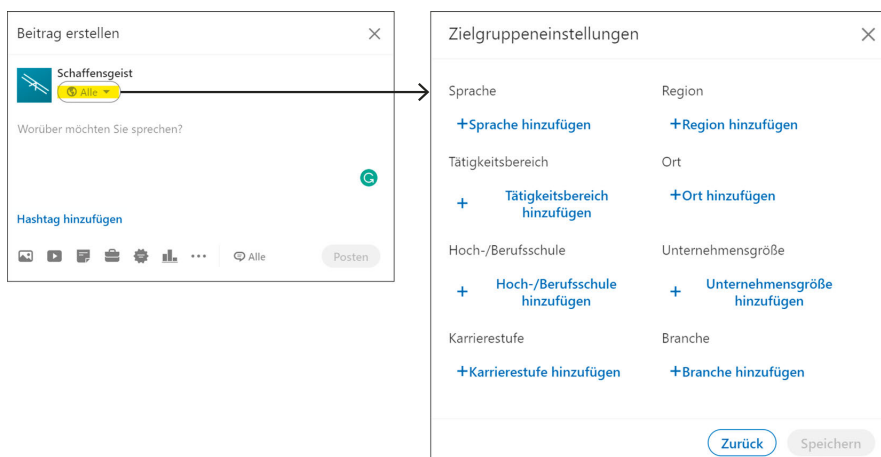 Beitrag erstellen
Schaffensgeist
Alle
Worüber möchten Sie sprechen?
Hashtag hinzufügen
Alle
Posten
Zielgruppeneinstellungen
Sprache
+Sprache hinzufügen
Region
+Region hinzufügen
Tätigkeitsbereich
+ Tätigkeitsbereich
hinzufügen
Ort
+Ort hinzufügen
Hoch-/Berufsschule
+ Hoch-/Berufsschule
hinzufügen
Unternehmensgröße
+ Unternehmensgröße
hinzufügen
Karrierestufe
+Karrierestufe hinzufügen
Branche
+Branche hinzufügen
Zurück
Speichern